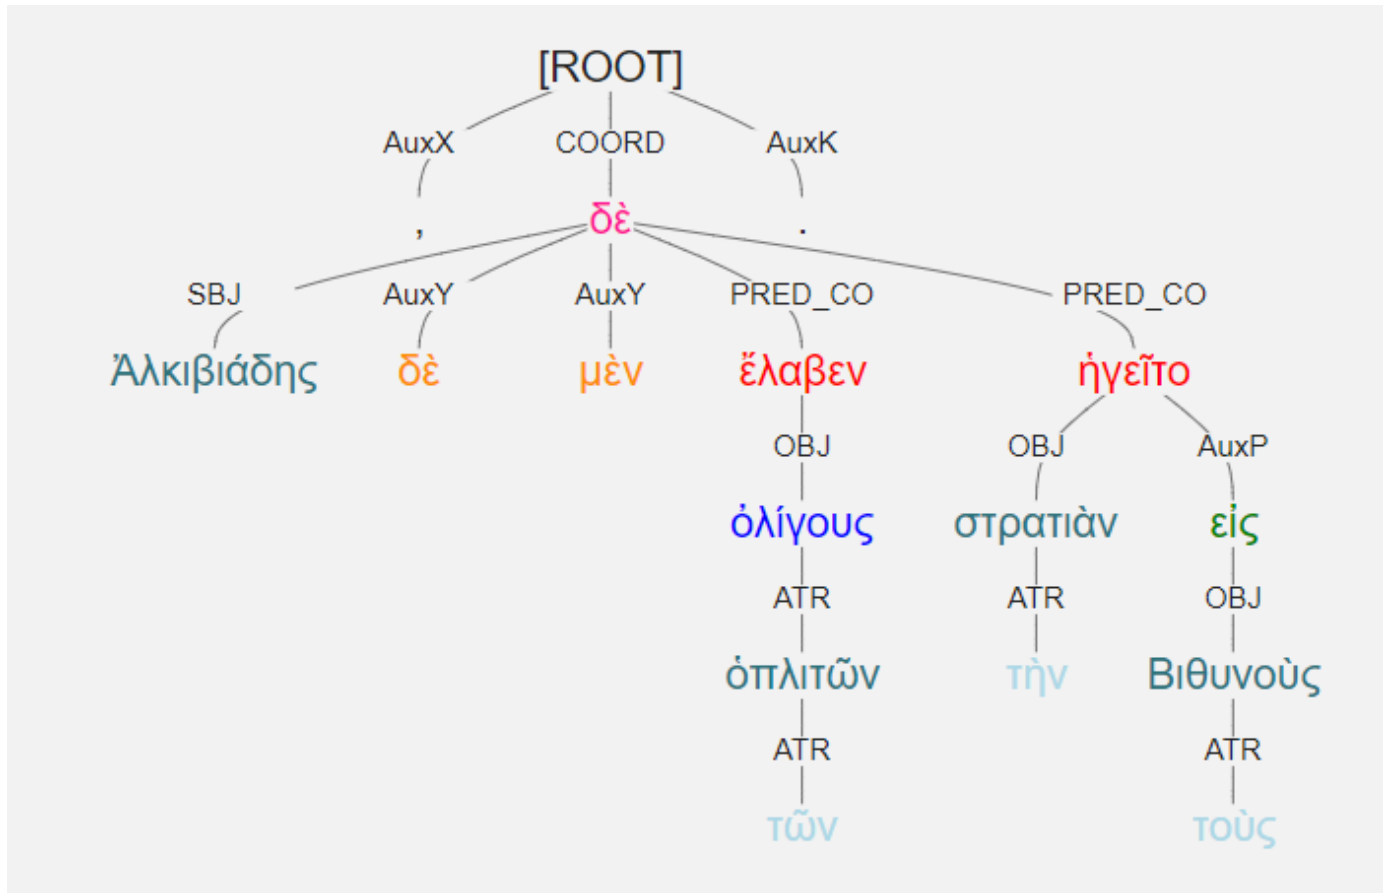 [ROOT]
AuxX COORD AuxK
, δὲ .
SBJ AuxY AuxY PRED_CO PRED_CO
Ἀλκιβιάδης δὲ μὲν ἔλαβεν ἡγεῖτο
OBJ OBJ AuxP
ὀλίγους στρατιὰν εἰς
ATR ATR OBJ
ὁπλιτῶν τὴν Βιθυνοὺς
ATR ATR
τῶν τοὺς